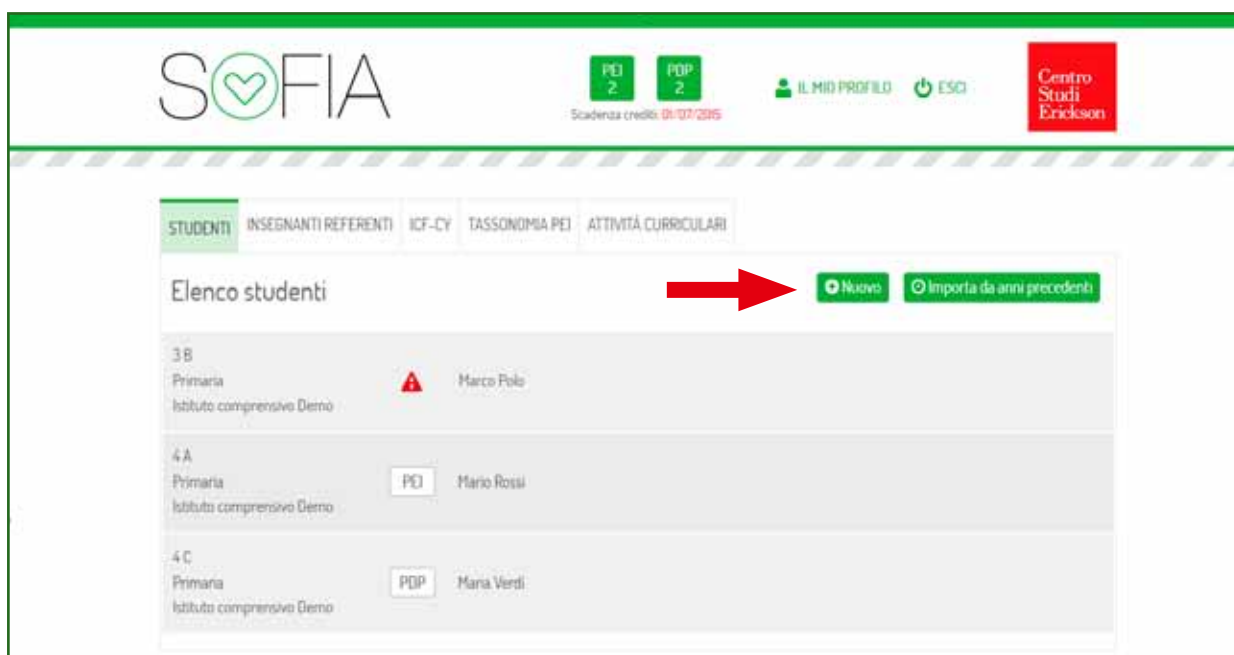 SOFIA
PEI
2
PDP
2
Scadenza crediti: 01/07/2015
IL MIO PROFILO
ESCI
Centro
Studi
Erickson
STUDENTI INSEGNANTI REFERENTI ICF-CY TASSONOMIA PEI ATTIVITÀ CURRICULARI
Elenco studenti
Nuovo
Importa da anni precedenti
3 B
Primaria
Istituto comprensivo Demo
Marco Polo
4 A
Primaria
Istituto comprensivo Demo
PEI
Mario Rossi
4 C
Primaria
Istituto comprensivo Demo
PDP
Maria Verdi